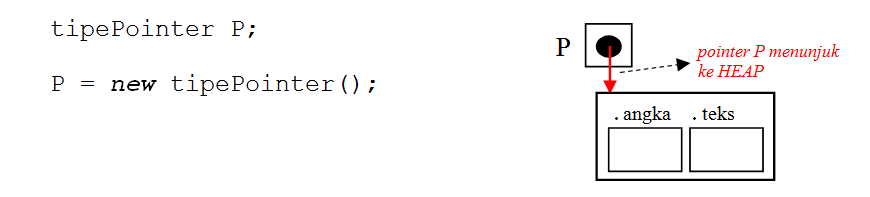 tipePointer P;
P = new tipePointer();
P
pointer P menunjuk
ke HEAP
. angka . teks